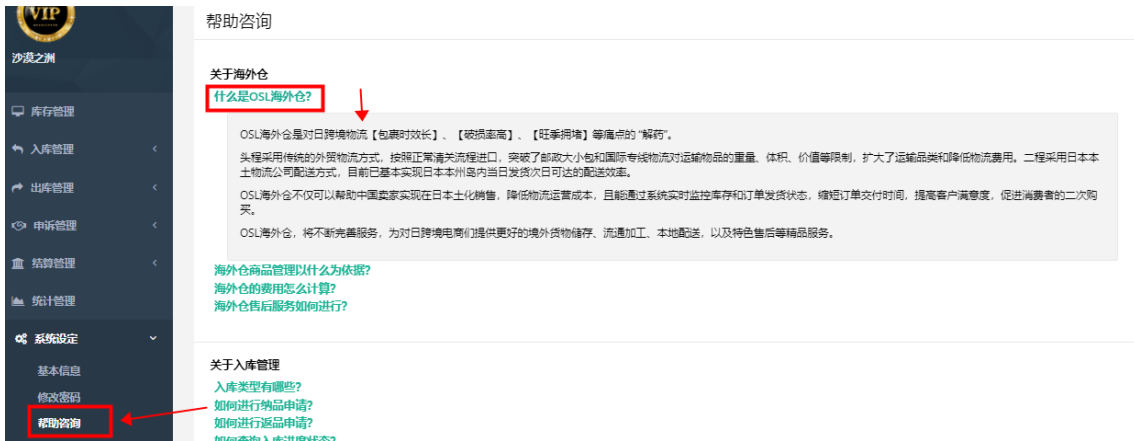 VIP
沙漠之洲
库存管理
入库管理
出库管理
申诉管理
结算管理
统计管理
系统设定
基本信息
修改密码
帮助咨询
帮助咨询
关于海外仓
什么是OSL海外仓?
OSL海外仓是对日跨境物流【包裹时效长】、【破损率高】、【旺季拥堵】等痛点的 “解药”。
头程采用传统的外贸物流方式，按照正常清关流程进口，突破了邮政大小包和国际专线物流对运输物品的重量、体积、价值等限制，扩大了运输品类和降低物流费用。二程采用日本本
土物流公司配送方式，目前已基本实现日本本州岛内当日发货次日可达的配送效率。
OSL海外仓不仅可以帮助中国卖家实现在日本土化销售，降低物流运营成本，且能通过系统实时监控库存和订单发货状态，缩短订单交付时间，提高客户满意度，促进消费者的二次购
买。
OSL海外仓，将不断完善服务，为对日跨境电商们提供更好的境外货物储存、流通加工、本地配送，以及特色售后等精品服务。
海外仓商品管理以什么为依据?
海外仓的费用怎么计算?
海外仓售后服务如何进行?
关于入库管理
入库类型有哪些?
如何进行纳品申请?
如何进行返品申请?
如何查询入库进度状态?